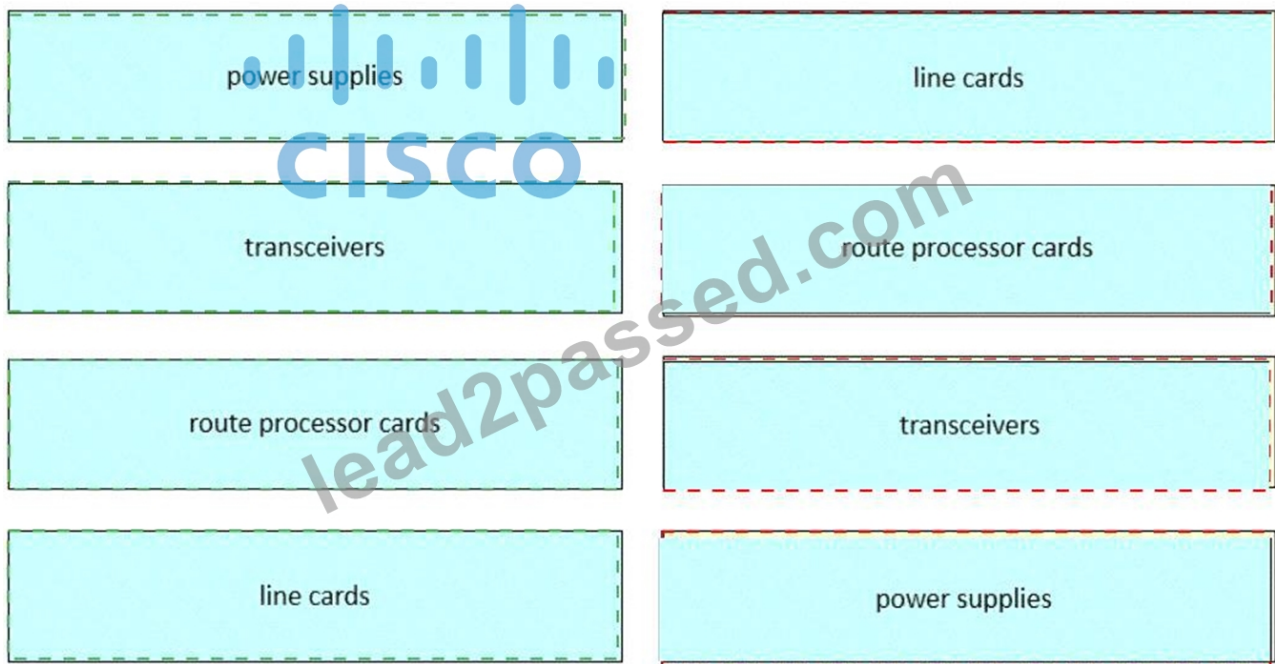 power supplies
line cards
CISCO
transceivers
route processor cards
route processor cards
transceivers
line cards
power supplies
lead2passed.com